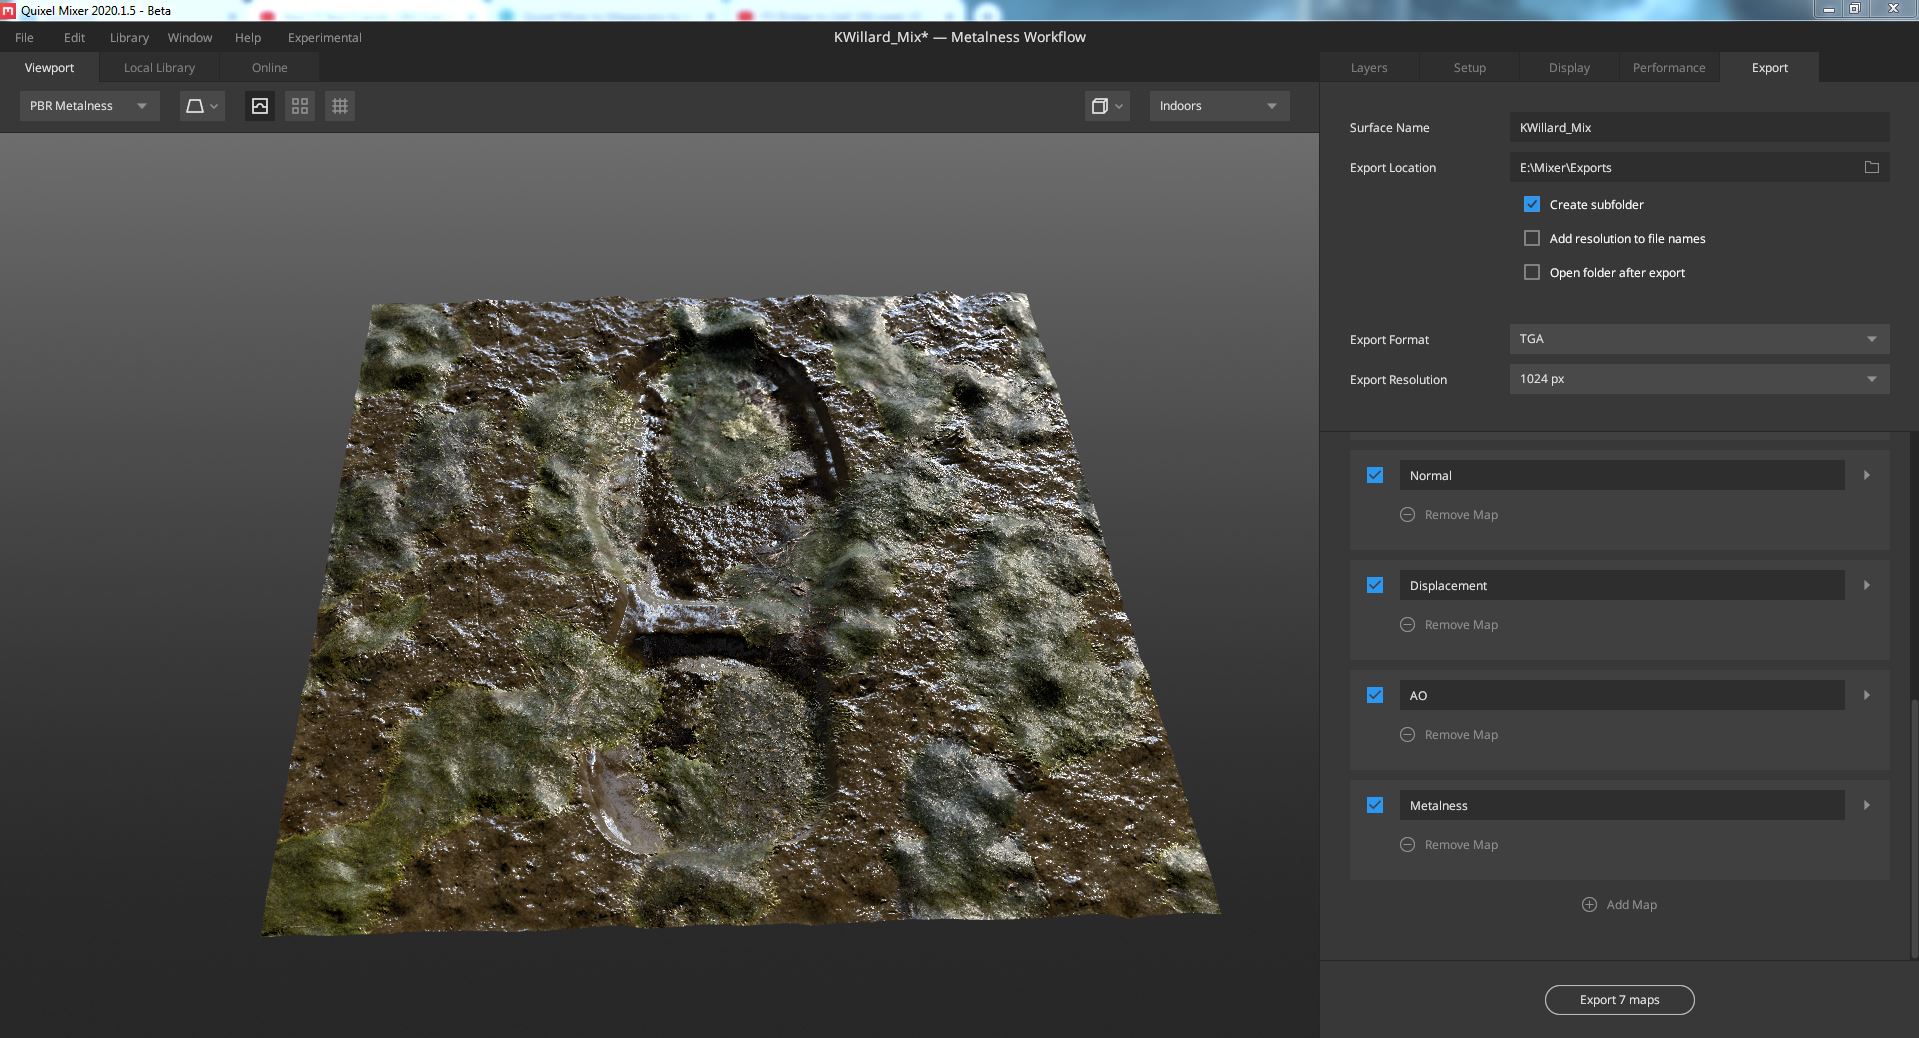 Quixel Mixer 2020.1.5 - Beta
File Edit Library Window Help Experimental
KWillard_Mix* — Metalness Workflow
Viewport Local Library Online
Layers Setup Display Performance Export
PBR Metalness
Indoors
Surface Name KWillard_Mix
Export Location E:\Mixer\Exports
Create subfolder
Add resolution to file names
Open folder after export
Export Format TGA
Export Resolution 1024 px
Normal
Remove Map
Displacement
Remove Map
AO
Remove Map
Metalness
Remove Map
Add Map
Export 7 maps